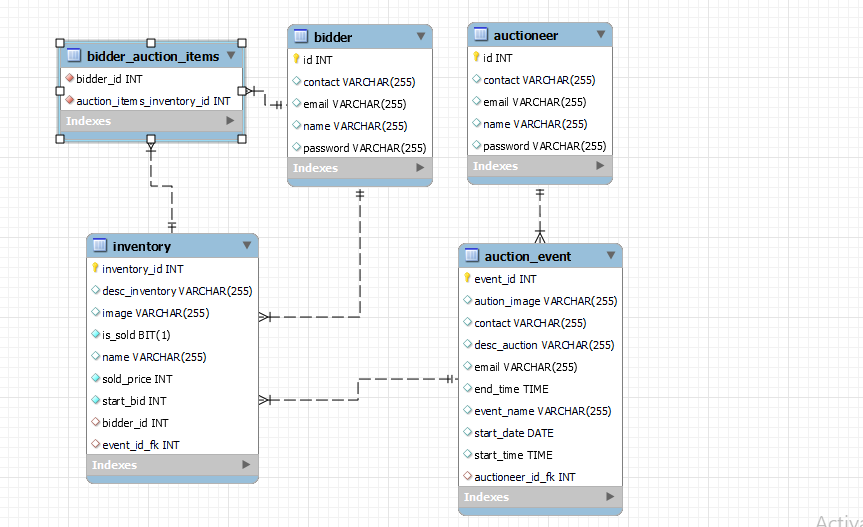 bidder_auction_items
bidder_id INT
auction_items_inventory_id INT
Indexes
bidder
id INT
contact VARCHAR(255)
email VARCHAR(255)
name VARCHAR(255)
password VARCHAR(255)
Indexes
auctioneer
id INT
contact VARCHAR(255)
email VARCHAR(255)
name VARCHAR(255)
password VARCHAR(255)
Indexes
inventory
inventory_id INT
desc_inventory VARCHAR(255)
image VARCHAR(255)
is_sold BIT(1)
name VARCHAR(255)
sold_price INT
start_bid INT
bidder_id INT
event_id_fk INT
Indexes
auction_event
event_id INT
aution_image VARCHAR(255)
contact VARCHAR(255)
desc_auction VARCHAR(255)
email VARCHAR(255)
end_time TIME
event_name VARCHAR(255)
start_date DATE
start_time TIME
auctioneer_id_fk INT
Indexes